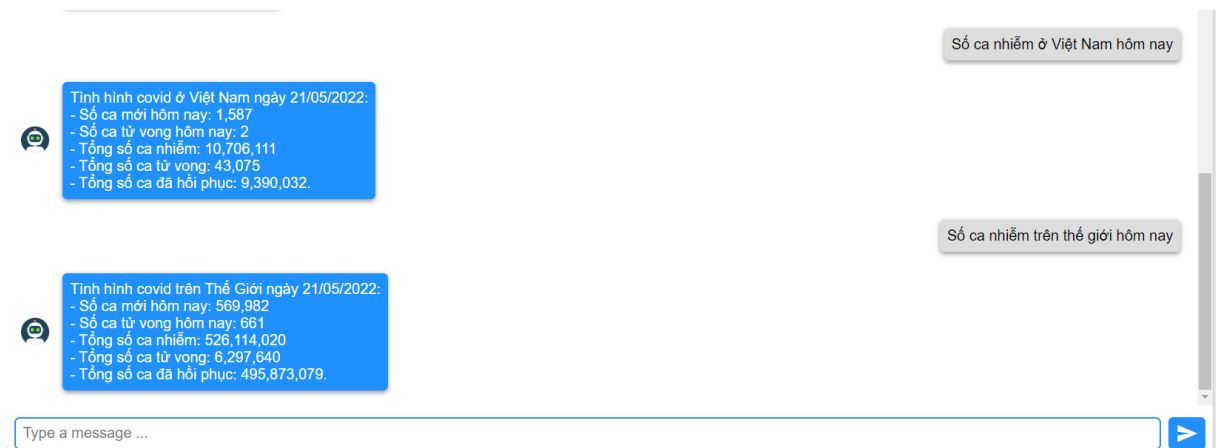 Số ca nhiễm ở Việt Nam hôm nay
Tình hình covid ở Việt Nam ngày 21/05/2022:
- Số ca mới hôm nay: 1,587
- Số ca tử vong hôm nay: 2
- Tổng số ca nhiễm: 10,706,111
- Tổng số ca tử vong: 43,075
- Tổng số ca đã hồi phục: 9,390,032.
Số ca nhiễm trên thế giới hôm nay
Tình hình covid trên Thế Giới ngày 21/05/2022:
- Số ca mới hôm nay: 569,982
- Số ca tử vong hôm nay: 661
- Tổng số ca nhiễm: 526,114,020
- Tổng số ca tử vong: 6,297,640
- Tổng số ca đã hồi phục: 495,873,079.
Type a message ...